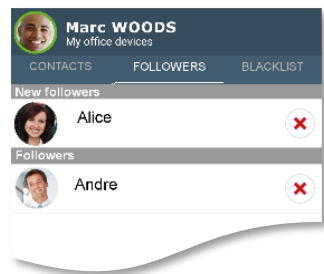 Marc WOODS
My office devices
CONTACTS FOLLOWERS BLACKLIST
New followers
Alice
Followers
Andre